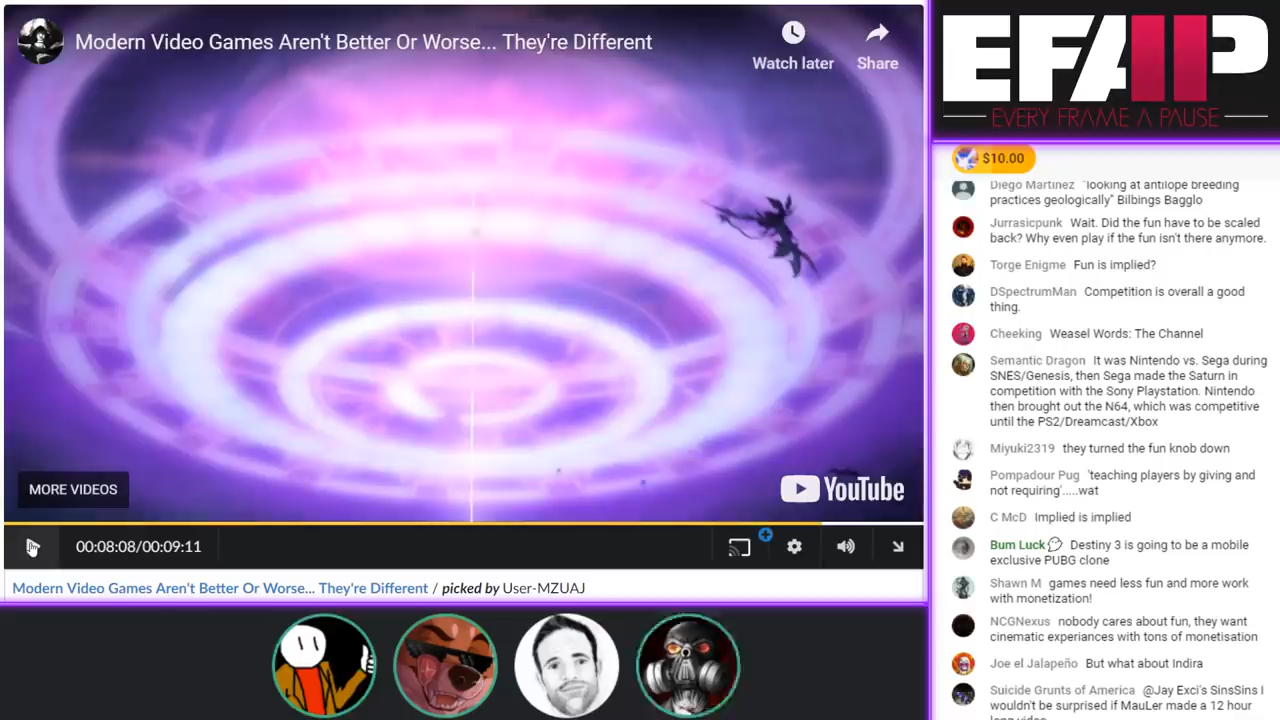 Modern Video Games Aren't Better Or Worse... They're Different
Watch later
Share
MORE VIDEOS
YouTube
00:08:08/00:09:11
Modern Video Games Aren't Better Or Worse... They're Different / picked by User-MZUAJ
EFAP
EVERY FRAME A PAUSE
$10.00
Diego Martinez "looking at antilope breeding
practices geologically" Bilbings Bagglo
Jurrasicpunk Wait. Did the fun have to be scaled
back? Why even play if the fun isn't there anymore.
Torge Enigme Fun is implied?
DSpectrumMan Competition is overall a good
thing.
Cheeking Weasel Words: The Channel
Semantic Dragon It was Nintendo vs. Sega during
SNES/Genesis, then Sega made the Saturn in
competition with the Sony Playstation. Nintendo
then brought out the N64, which was competitive
until the PS2/Dreamcast/Xbox
Miyuki2319 they turned the fun knob down
Pompadour Pug 'teaching players by giving and
not requiring'.....wat
C McD Implied is implied
Bum Luck Destiny 3 is going to be a mobile
exclusive PUBG clone
Shawn M games need less fun and more work
with monetization!
NCGNexus nobody cares about fun, they want
cinematic experiances with tons of monetisation
Joe el Jalapeño But what about Indira
Suicide Grunts of America @Jay Exci's SinsSins I
wouldn't be surprised if MauLer made a 12 hour
long video